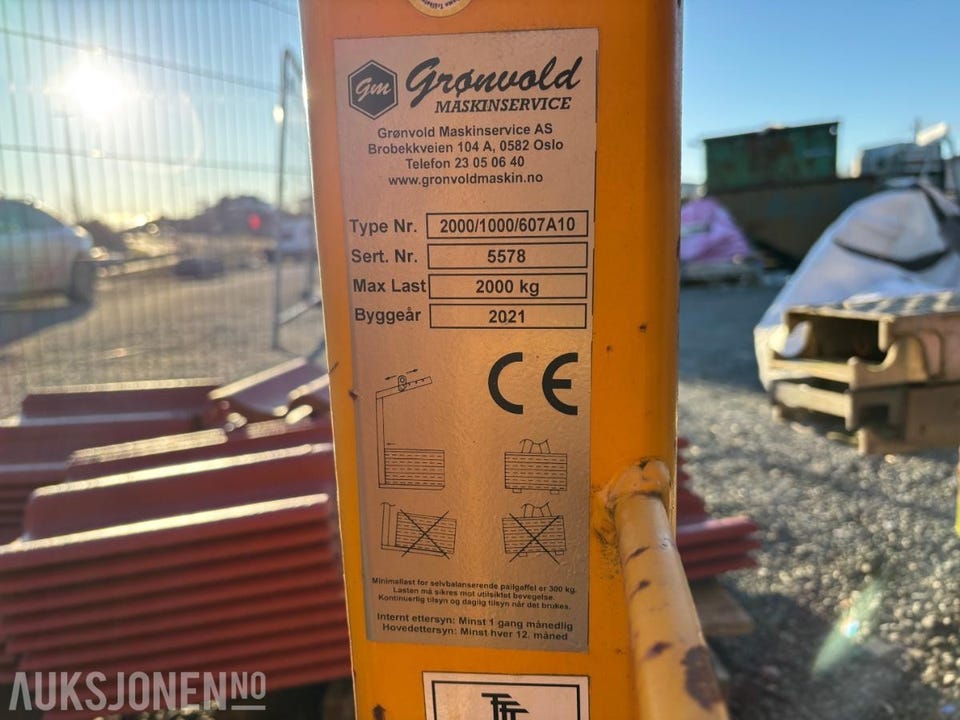 Gm Grønvold
MASKINSERVICE
Grønvold Maskinservice AS
Brobekkveien 104 A, 0582 Oslo
Telefon 23 05 06 40
www.gronvoldmaskin.no
Type Nr. 2000/1000/607A10
Sert. Nr. 5578
Max Last 2000 kg
Byggeår 2021
CE
Minimallast for selvbalanserende pallgaffel er 300 kg.
Lasten må sikres mot utilsiktet bevegelse.
Kontinuerlig tilsyn og daglig tilsyn når det brukes.
Internt ettersyn: Minst 1 gang månedlig
Hovedettersyn: Minst hver 12. måned
AUKSJONEN.NO